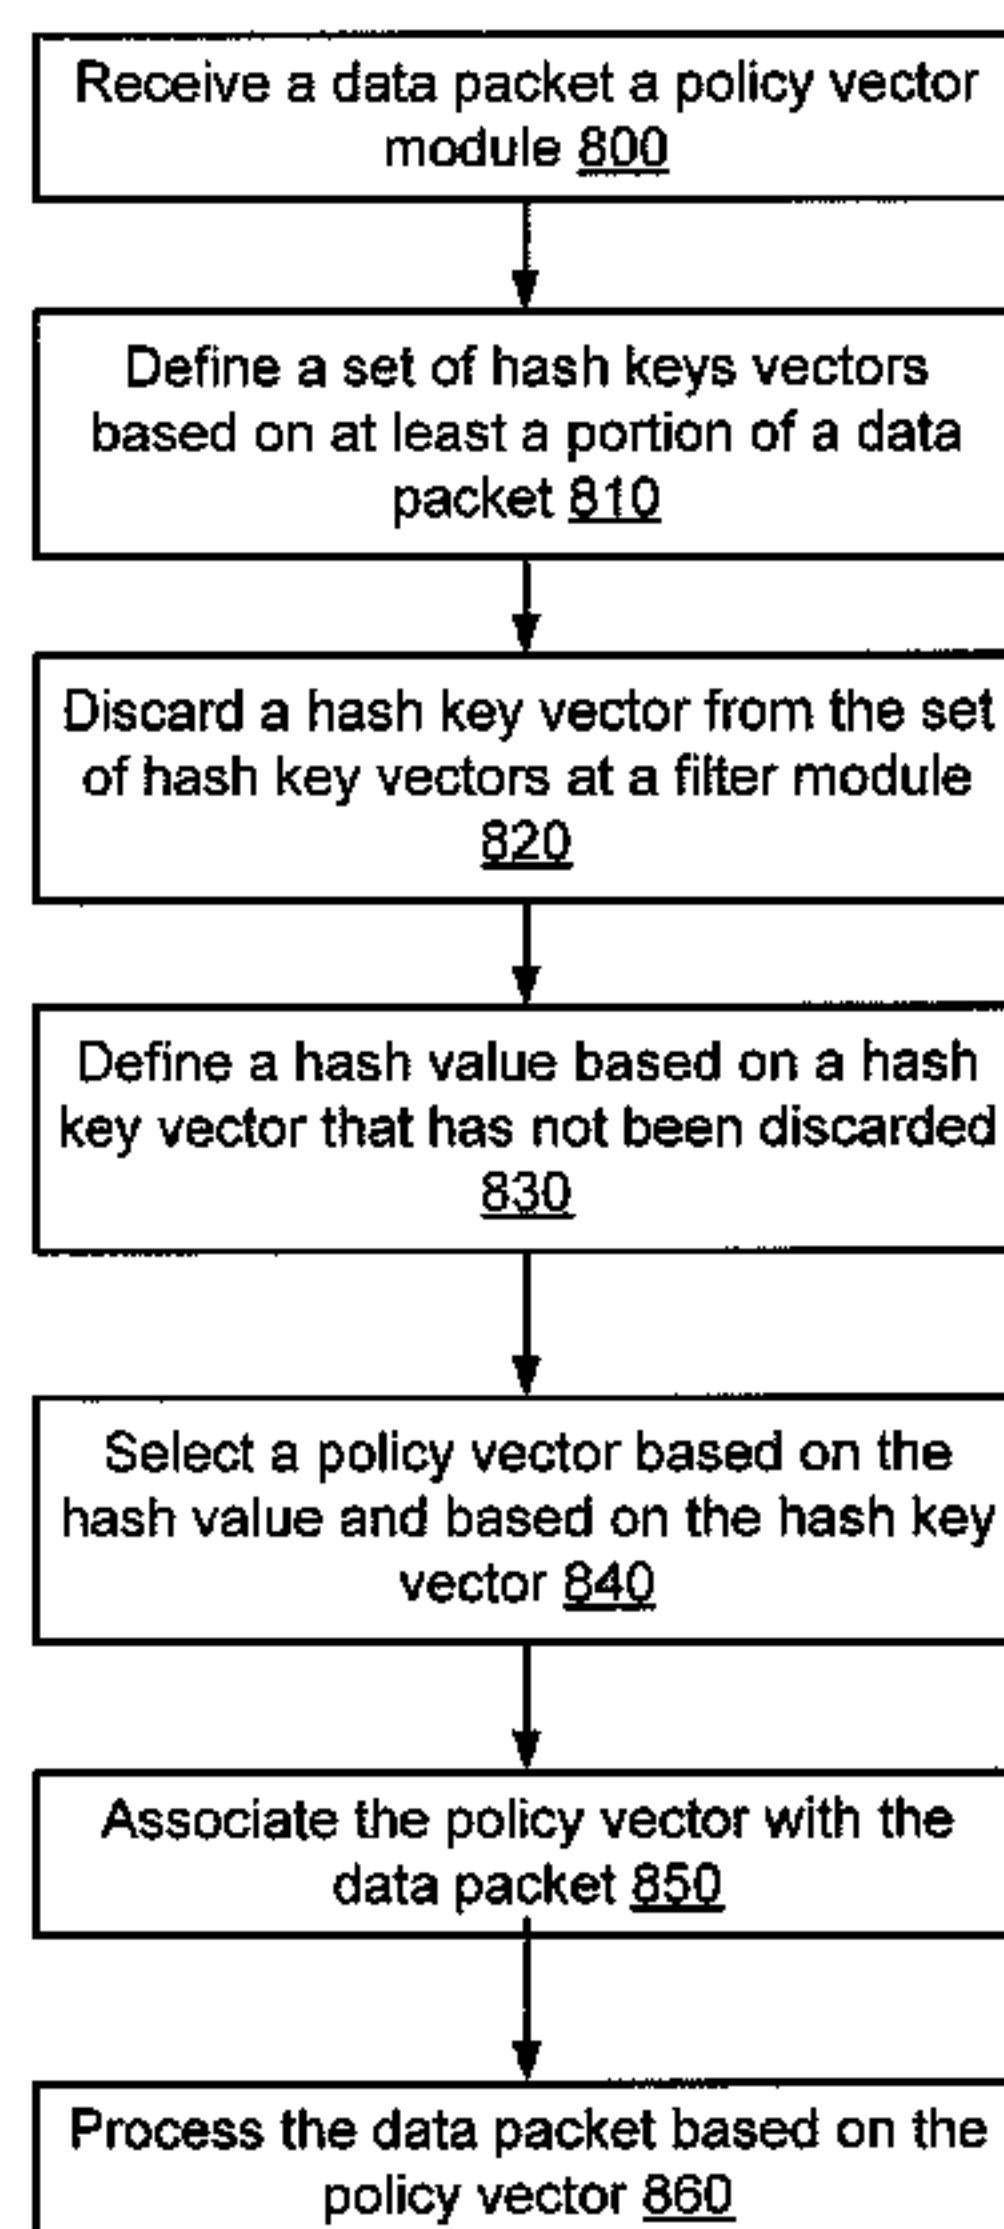 Receive a data packet a policy vector
module 800
Define a set of hash keys vectors
based on at least a portion of a data
packet 810
Discard a hash key vector from the set
of hash key vectors at a filter module
820
Define a hash value based on a hash
key vector that has not been discarded
830
Select a policy vector based on the
hash value and based on the hash key
vector 840
Associate the policy vector with the
data packet 850
Process the data packet based on the
policy vector 860